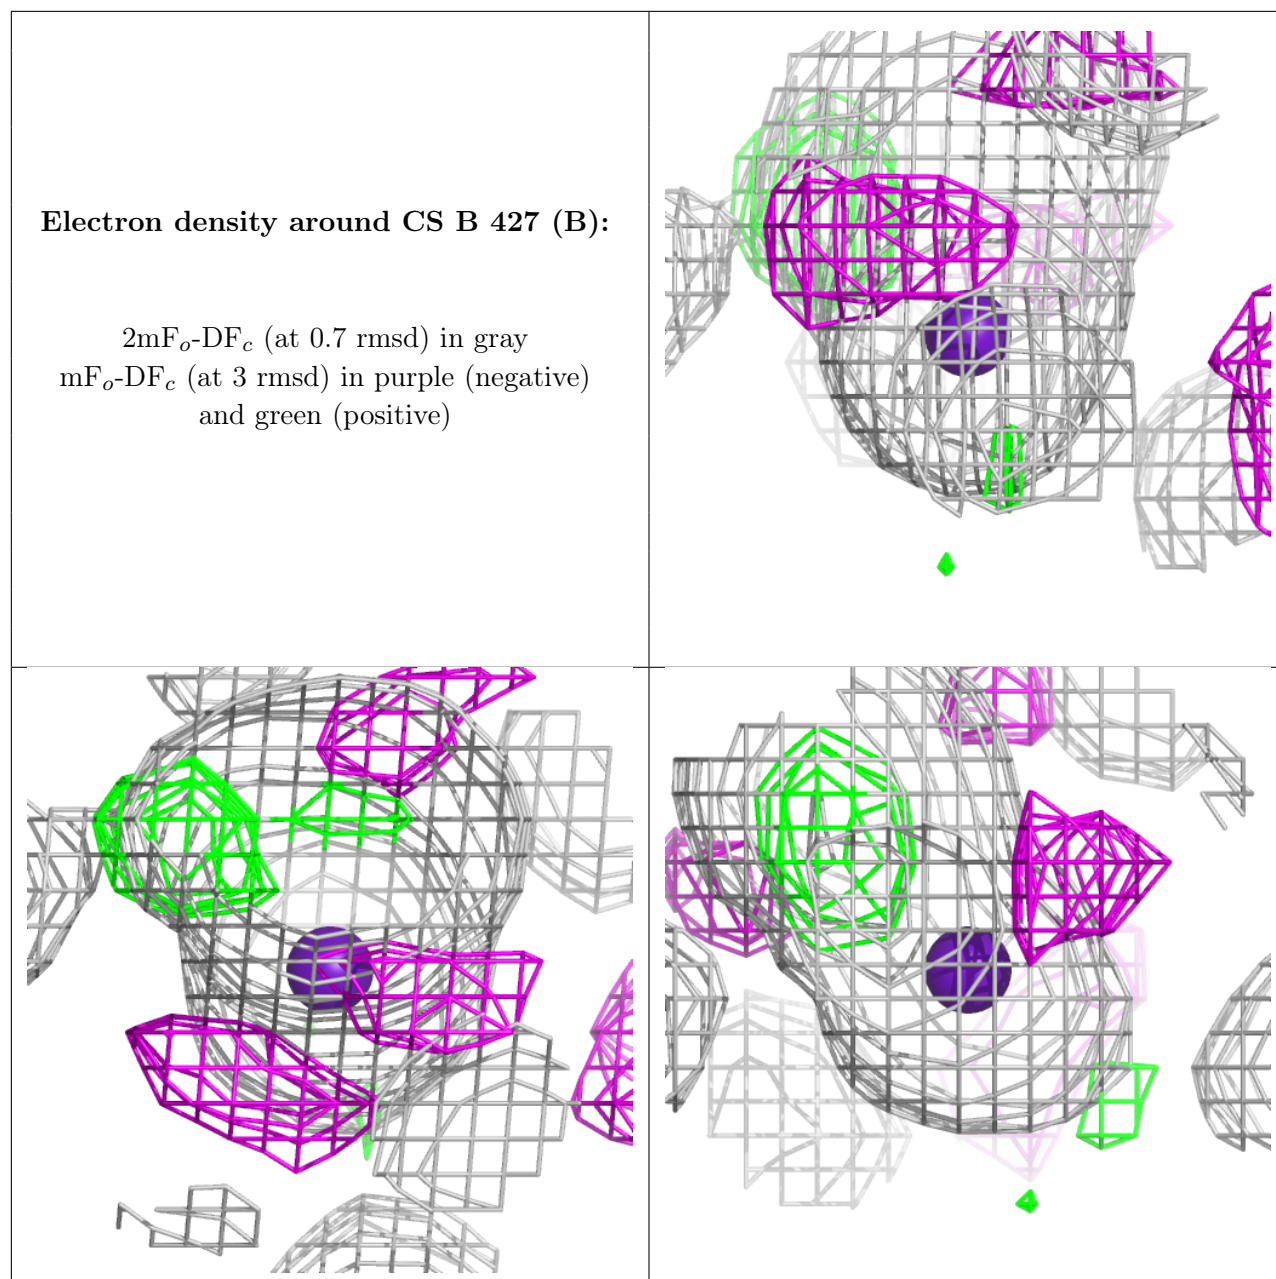 Electron density around CS B 427 (B):
2mFo-DFc (at 0.7 rmsd) in gray
mFo-DFc (at 3 rmsd) in purple (negative)
and green (positive)